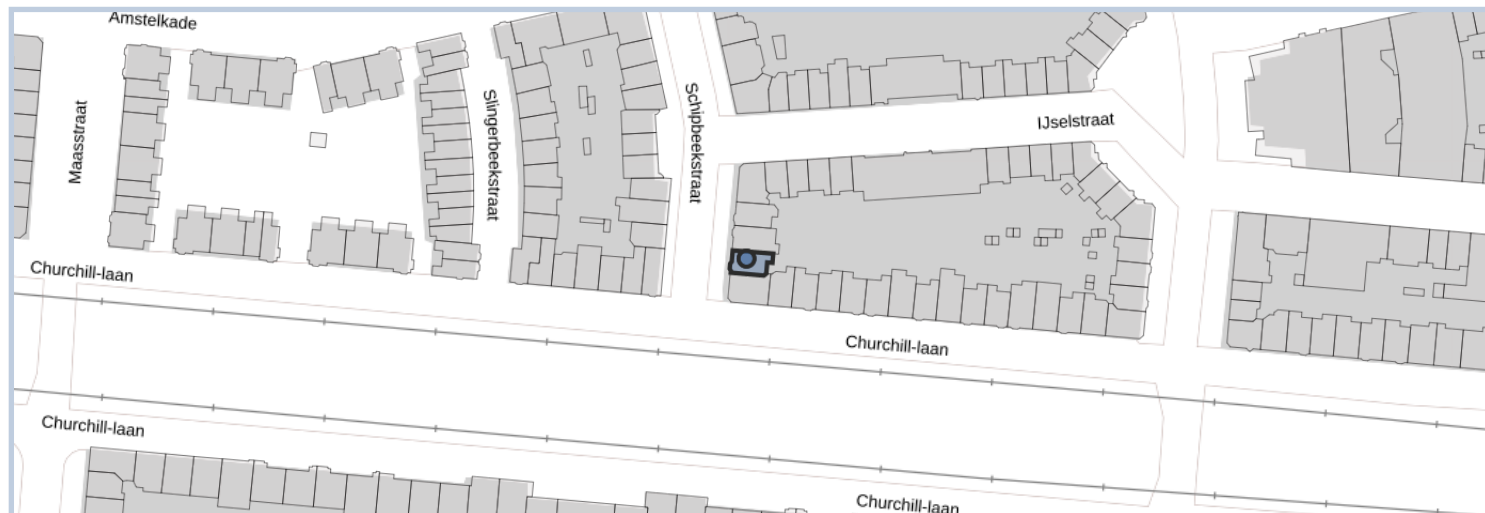 Amstelkade
Maasstraat
Slingerbeekstraat
Schipbeekstraat
IJselstraat
Churchill-laan
Churchill-laan
Churchill-laan
Churchill-laan